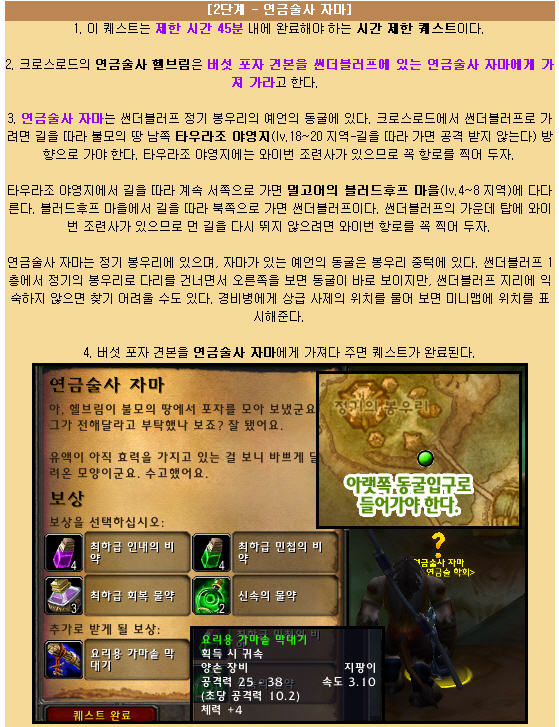 [2단계 - 연금술사 자마]
1. 이 퀘스트는 제한 시간 45분 내에 완료해야 하는 시간 제한 퀘스트이다.
2. 크로스로드의 연금술사 헬브림은 버섯 포자 견본을 썬더블러프에 있는 연금술사 자마에게 가
져 가라고 한다.
3. 연금술사 자마는 썬더블러프 정기 봉우리의 예언의 동굴에 있다. 크로스로드에서 썬더블러프로 가
려면 길을 따라 불모의 땅 남쪽 타우라조 야영지(lv.18~20 지역-길을 따라 가면 공격 받지 않는다) 방
향으로 가야 한다. 타우라조 야영지에는 와이번 조련사가 있으므로 꼭 항로를 찍어 두자.
타우라조 야영지에서 길을 따라 계속 서쪽으로 가면 멀고어의 블러드후프 마을(lv.4~8 지역)에 다다
른다. 블러드후프 마을에서 길을 따라 북쪽으로 가면 썬더블러프이다. 썬더블러프의 가운데 탑에 와이
번 조련사가 있으므로 먼 길을 다시 뛰지 않으려면 와이번 항로를 꼭 찍어 두자.
연금술사 자마는 정기 봉우리에 있으며, 자마가 있는 예언의 동굴은 봉우리 중턱에 있다. 썬더블러프 1
층에서 정기의 봉우리로 다리를 건너면서 오른쪽을 보면 동굴이 바로 보이지만, 썬더블러프 지리에 익
숙하지 않으면 찾기 어려울 수도 있다. 경비병에게 상급 사제의 위치를 물어 보면 미니맵에 위치를 표
시해준다.
4. 버섯 포자 견본을 연금술사 자마에게 가져다 주면 퀘스트가 완료된다.
연금술사 자마
아, 헬브림이 불모의 땅에서 포자를 모아 보냈군요
그가 전해달라고 부탁했나 보죠? 잘 됐어요.
유액이 아직 효력을 가지고 있는 걸 보니 바쁘게 달
려온 모양이군요. 수고했어요.
정기의 봉우리
아랫쪽 동굴입구로
들어가야 한다.
보상
보상을 선택하십시오:
최하급 인내의 비
약
4
최하급 민첩의 비
약
4
최하급 회복 물약
3
신속의 물약
2
추가로 받게 될 보상:
요리용 가마솥 막
대기
요리용 가마솥 막대기
획득 시 귀속
양손 장비 지팡이
공격력 25 - 38 속도 3.10
(초당 공격력 10.2)
체력 +4
?
연금술사 자마
연금술 학회>
퀘스트 완료